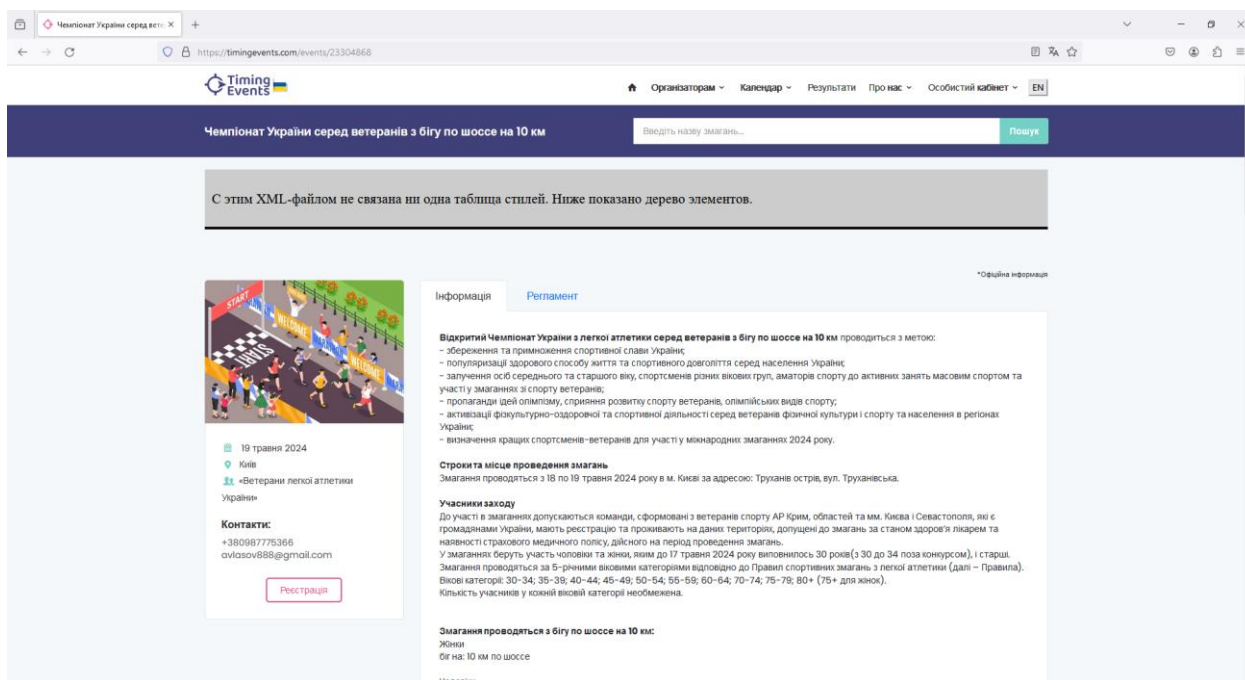 Чемпіонат України серед вете
https://timingevents.com/events/23304868
Timing
Events
Організаторам
Календар
Результати
Про нас
Особистий кабінет
EN
Чемпіонат України серед ветеранів з бігу по шоссе на 10 км
Введіть назву змагань...
Пошук
С этим XML-файлом не связана ни одна таблица стилей. Ниже показано дерево элементов.
*Офіційна інформація
START
WELCOME
MARATHON
WELCOME
START
Інформація
Регламент
Відкритий Чемпіонат України з легкої атлетики серед ветеранів з бігу по шоссе на 10 км проводиться з метою:
- збереження та примноження спортивної слави України;
- популяризації здорового способу життя та спортивного довголіття серед населення України;
- залучення осіб середнього та старшого віку, спортсменів різних вікових груп, аматорів спорту до активних занять масовим спортом та
участі у змаганнях зі спорту ветеранів;
- пропаганди ідей олімпізму, сприяння розвитку спорту ветеранів, олімпійських видів спорту;
- активізації фізкультурно-оздоровчої та спортивної діяльності серед ветеранів фізичної культури і спорту та населення в регіонах
України;
- визначення кращих спортсменів-ветеранів для участі у міжнародних змаганнях 2024 року.
19 травня 2024
Київ
«Ветерани легкої атлетики
України»
Контакти:
+380987775366
avlasov888@gmail.com
Реєстрація
Строки та місце проведення змагань
Змагання проводяться з 18 по 19 травня 2024 року в м. Києві за адресою: Труханів острів, вул. Труханівська.
Учасники заходу
До участі в змаганнях допускаються команди, сформовані з ветеранів спорту АР Крим, областей та мм. Києва і Севастополя, які є
громадянами України, мають реєстрацію та проживають на даних територіях, допущені до змагань за станом здоров'я лікарем та
наявності страхового медичного полісу, дійсного на період проведення змагань.
У змаганнях беруть участь чоловіки та жінки, яким до 17 травня 2024 року виповнилось 30 років(з 30 до 34 поза конкурсом), і старші.
Змагання проводяться за 5-річними віковими категоріями відповідно до Правил спортивних змагань з легкої атлетики (далі – Правила).
Вікові категорії: 30-34; 35-39; 40-44; 45-49; 50-54; 55-59; 60-64; 70-74; 75-79; 80+ (75+ для жінок).
Кількість учасників у кожній віковій категорії необмежена.
Змагання проводяться з бігу по шоссе на 10 км:
Жінки
біг на: 10 км по шоссе